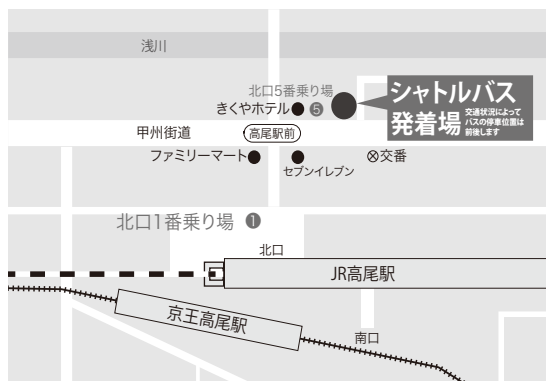 浅川
北口5番乗り場
きくやホテル
5
シャトルバス
発着場
交通状況によって
バスの停車位置は
前後します
甲州街道
高尾駅前
ファミリーマート
セブンイレブン
交番
北口1番乗り場
1
北口
JR高尾駅
京王高尾駅
南口